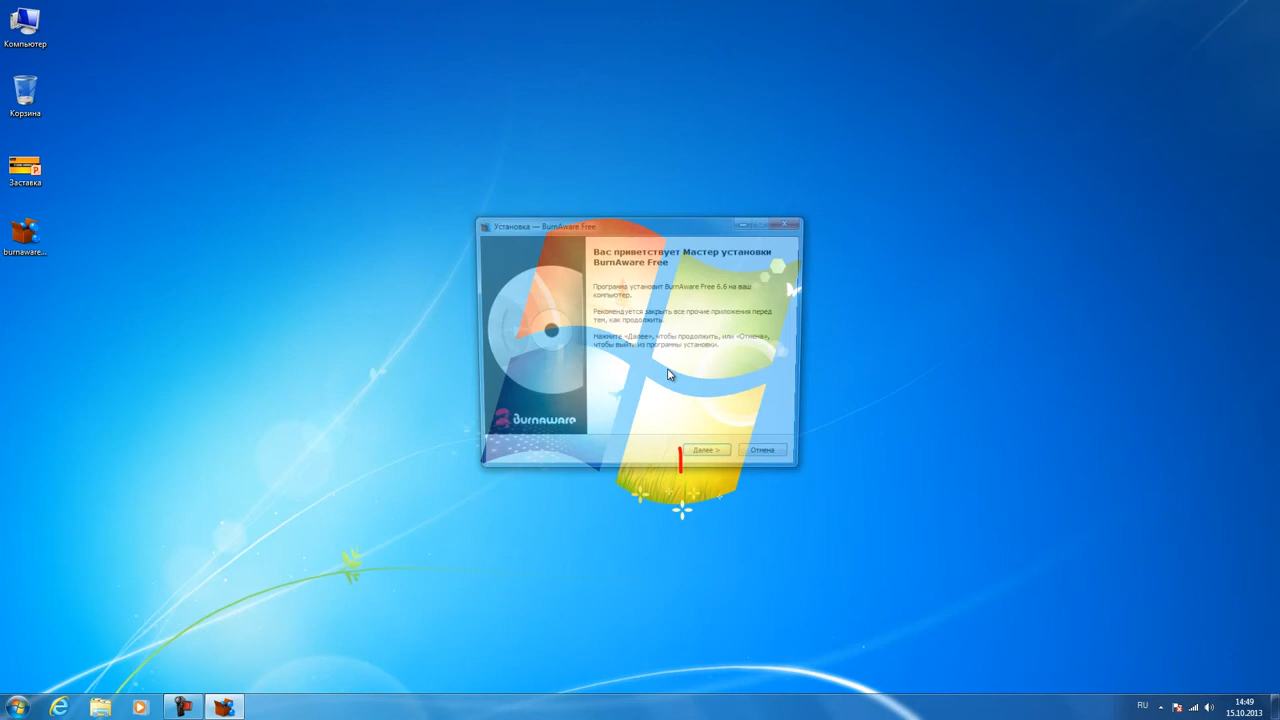 Компьютер
Корзина
Заставка
burnaware...
Установка — BurnAware Free
Вас приветствует Мастер установки
BurnAware Free
Программа установит BurnAware Free 6.6 на ваш
компьютер.
Рекомендуется закрыть все прочие приложения перед
тем, как продолжить.
Нажмите «Далее», чтобы продолжить, или «Отмена»,
чтобы выйти из программы установки.
BurnAware
Далее >
Отмена
RU
14:49
15.10.2013